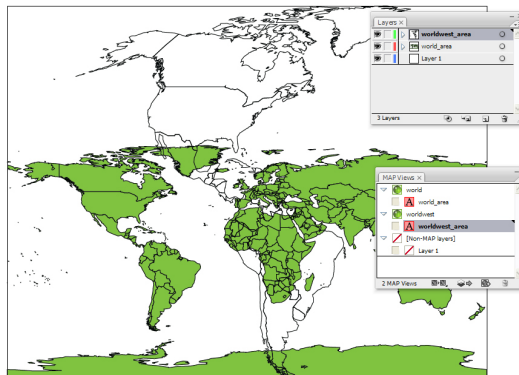 Layers ×
worldwest_area
world_area
Layer 1
3 Layers
MAP Views ×
world
A world_area
worldwest
A worldwest_area
[Non-MAP layers]
Layer 1
2 MAP Views